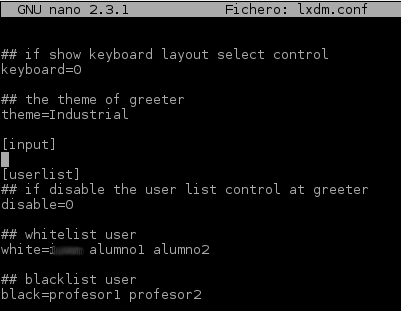 GNU nano 2.3.1 Fichero: lxdm.conf
## if show keyboard layout select control
keyboard=0
## the theme of greeter
theme=Industrial
[input]
[userlist]
## if disable the user list control at greeter
disable=0
## whitelist user
white= alumno1 alumno2
## blacklist user
black=profesor1 profesor2